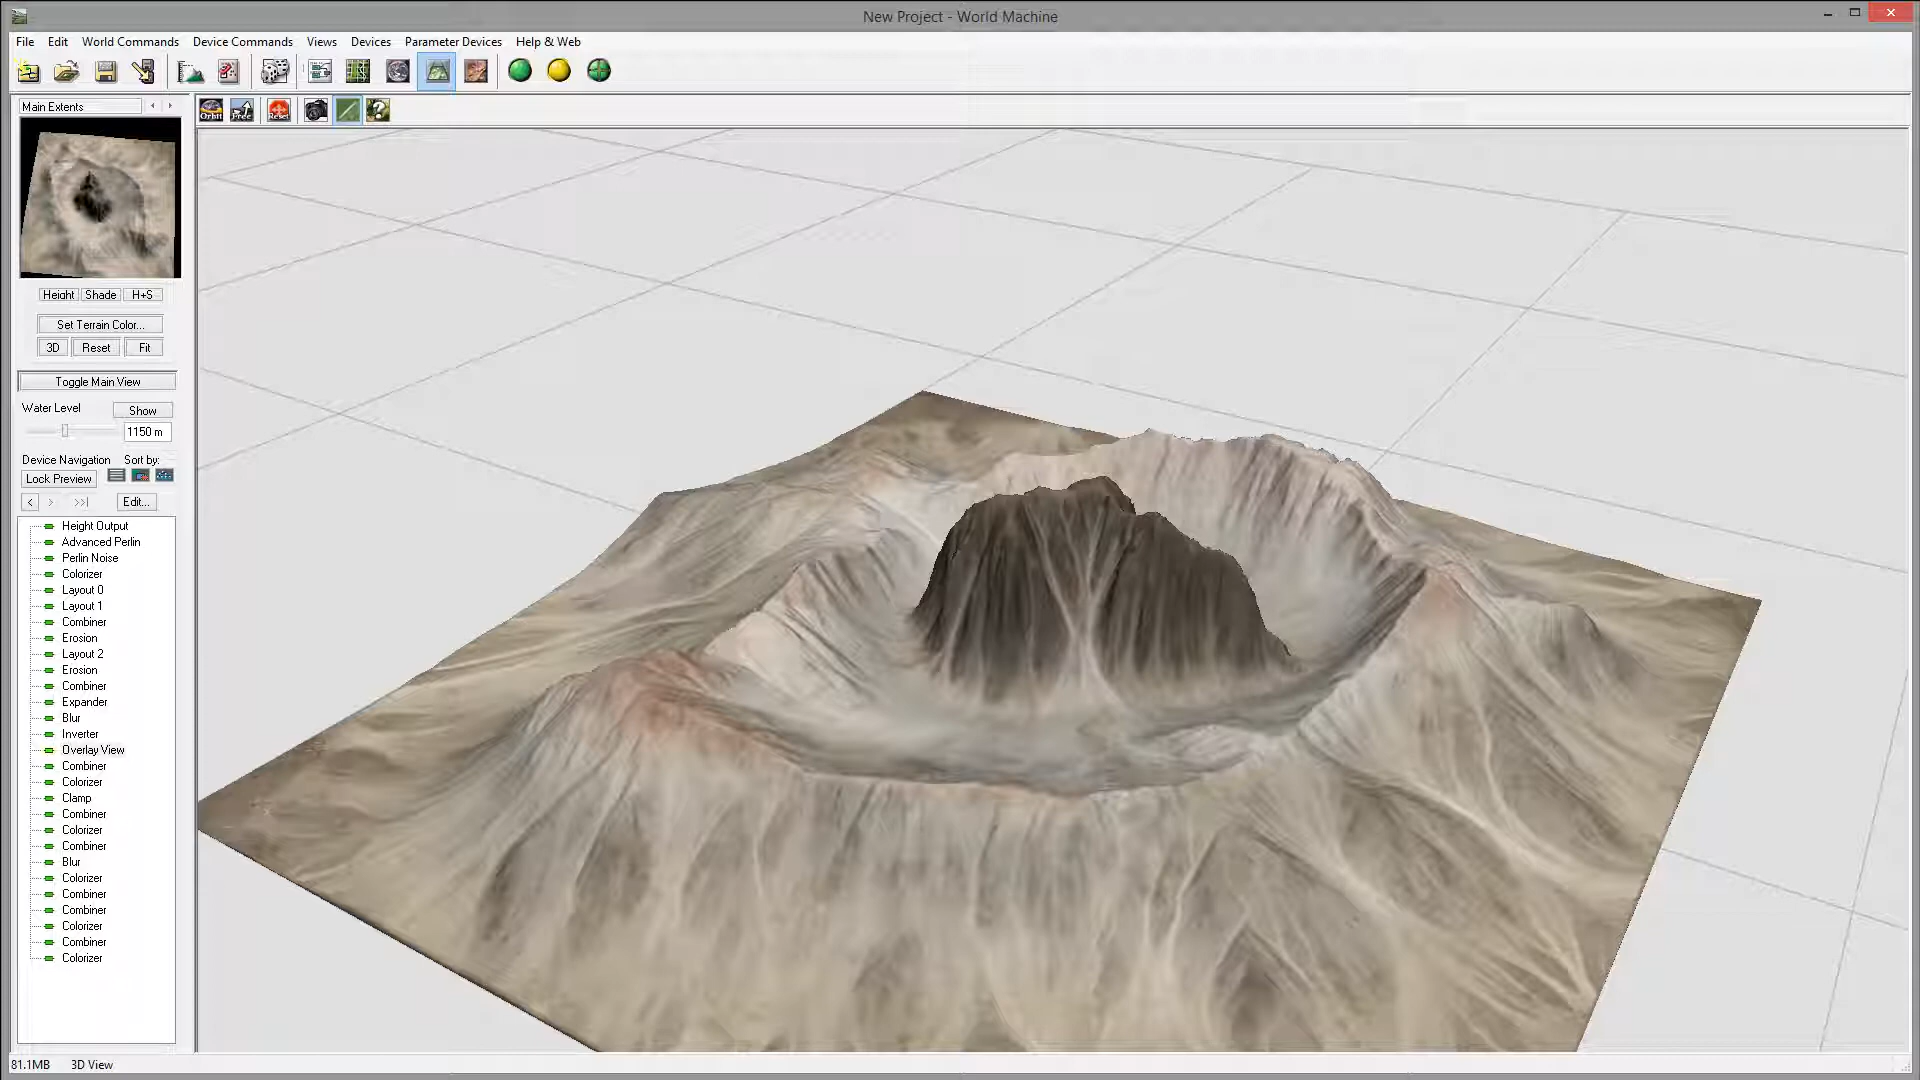 New Project - World Machine
File Edit World Commands Device Commands Views Devices Parameter Devices Help & Web
Main Extents
Orbit Free Reset
Height Shade H+S
Set Terrain Color...
3D Reset Fit
Toggle Main View
Water Level Show
1150 m
Device Navigation Sort by:
Lock Preview
< > >>| Edit...
Height Output
Advanced Perlin
Perlin Noise
Colorizer
Layout 0
Layout 1
Combiner
Erosion
Layout 2
Erosion
Combiner
Expander
Blur
Inverter
Overlay View
Combiner
Colorizer
Clamp
Combiner
Colorizer
Combiner
Blur
Colorizer
Combiner
Combiner
Colorizer
Combiner
Colorizer
81.1MB 3D View